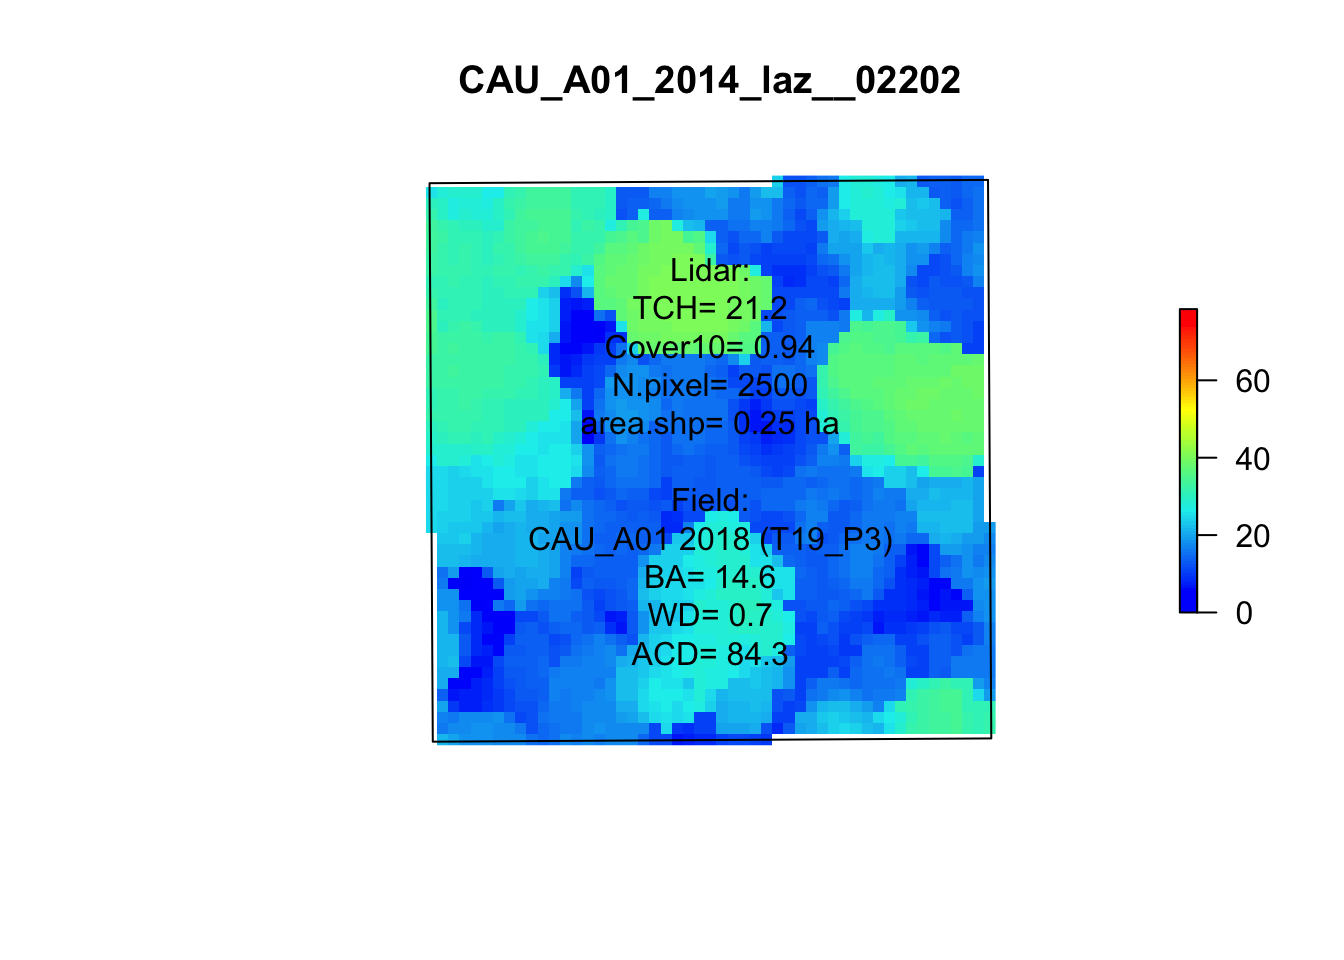 CAU_A01_2014_laz__02202
Lidar:
TCH= 21.2
Cover10= 0.94
N.pixel= 2500
area.shp= 0.25 ha
Field:
CAU_A01 2018 (T19_P3)
BA= 14.6
WD= 0.7
ACD= 84.3
60
40
20
0